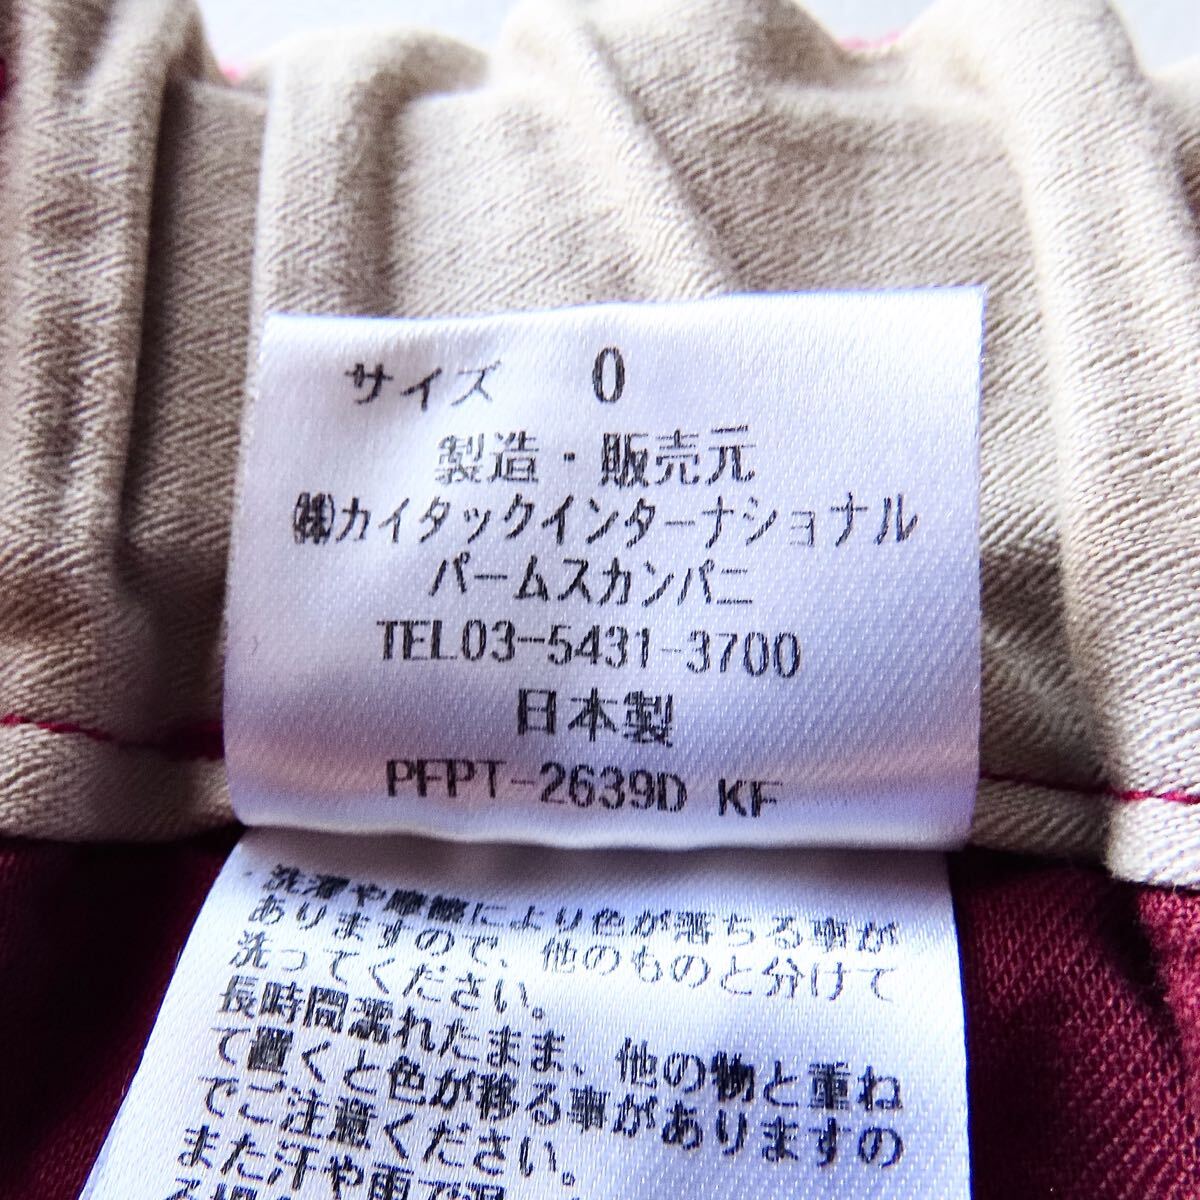 サイズ 0
製造・販売元
㈱カイタックインターナショナル
パームスカンパニ
TEL03-5431-3700
日本製
PFPT-2639D KF
・洗濯や摩擦により色が落ちる事が
ありますので、他のものと分けて
洗ってください。
長時間濡れたまま、他の物と重ね
て置くと色が移る事がありますの
でご注意ください。
また汗や雨で